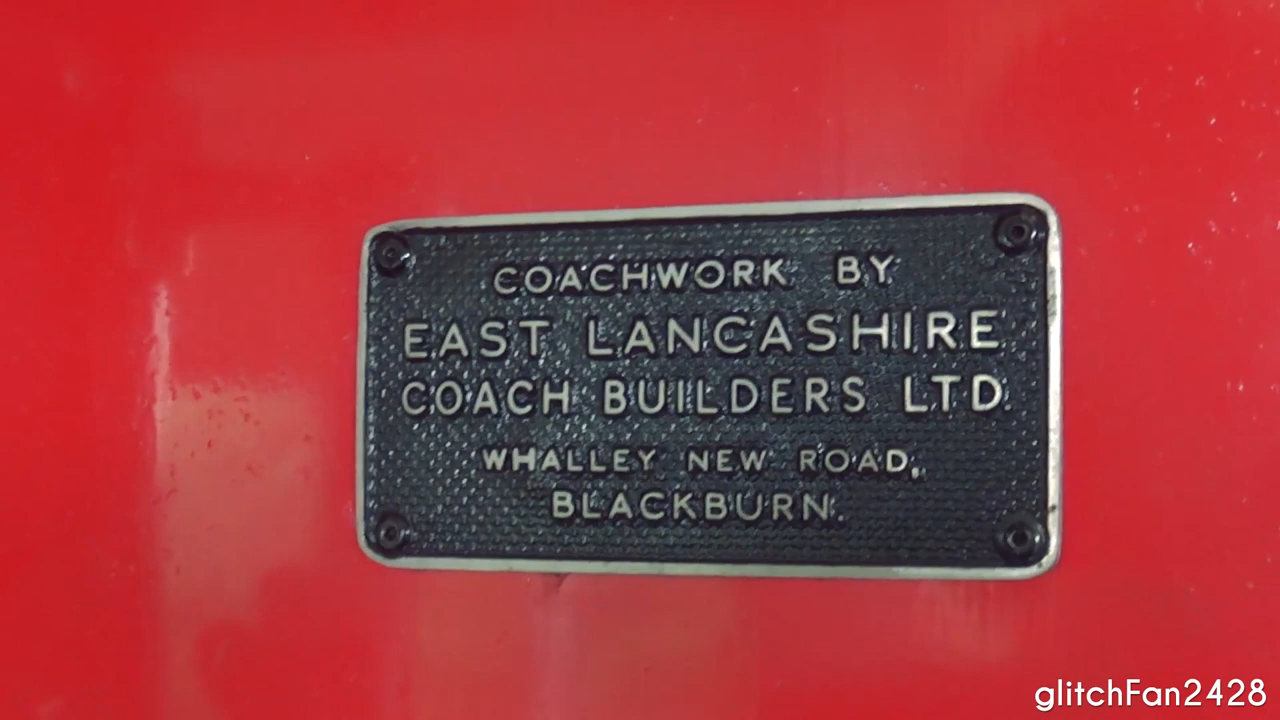 COACHWORK BY
EAST LANCASHIRE
COACH BUILDERS LTD.
WHALLEY NEW ROAD,
BLACKBURN.
glitchFan2428